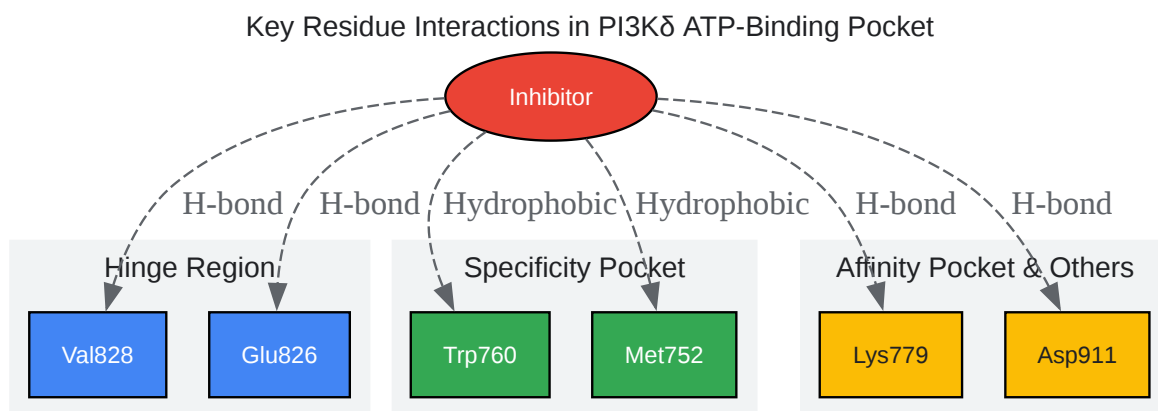 Key Residue Interactions in PI3Kδ ATP-Binding Pocket
Inhibitor
H-bond
H-bond
Hydrophobic
Hydrophobic
H-bond
H-bond
Hinge Region
Specificity Pocket
Affinity Pocket & Others
Val828
Glu826
Trp760
Met752
Lys779
Asp911